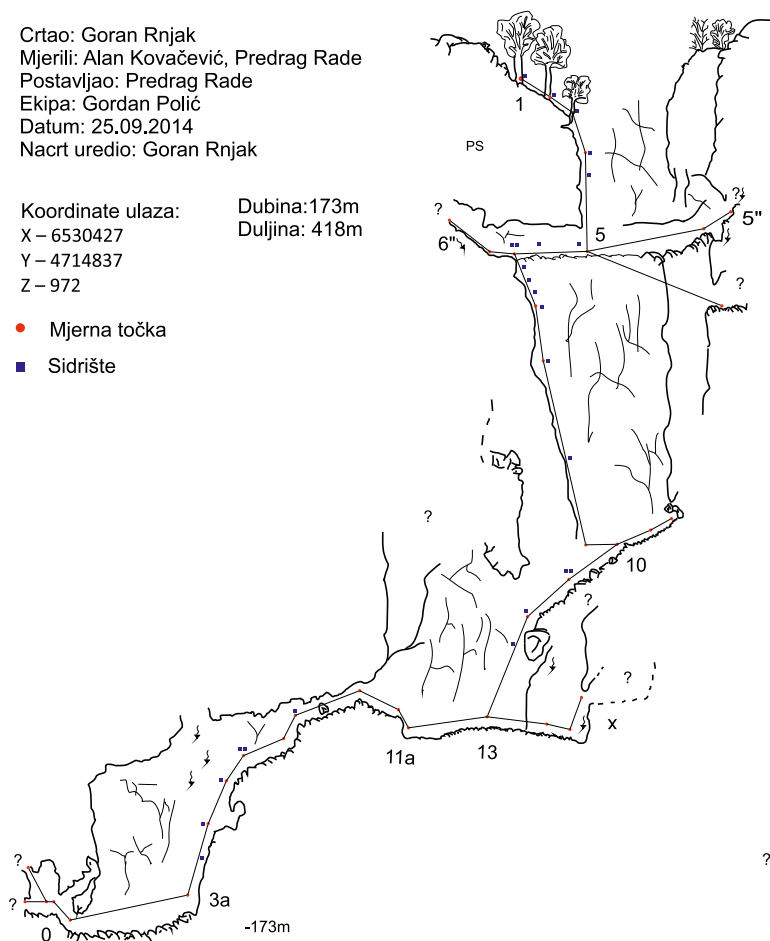 Crtao: Goran Rnjak
Mjerili: Alan Kovačević, Predrag Rade
Postavljao: Predrag Rade
Ekipa: Gordan Polić
Datum: 25.09.2014
Nacrt uredio: Goran Rnjak
Koordinate ulaza:
X – 6530427
Y – 4714837
Z – 972
Dubina:173m
Duljina: 418m
Mjerna točka
Sidrište
1
PS
?
6"
5
?
5"
?
?
10
?
?
x
11a
13
?
?
0
3a
-173m
?